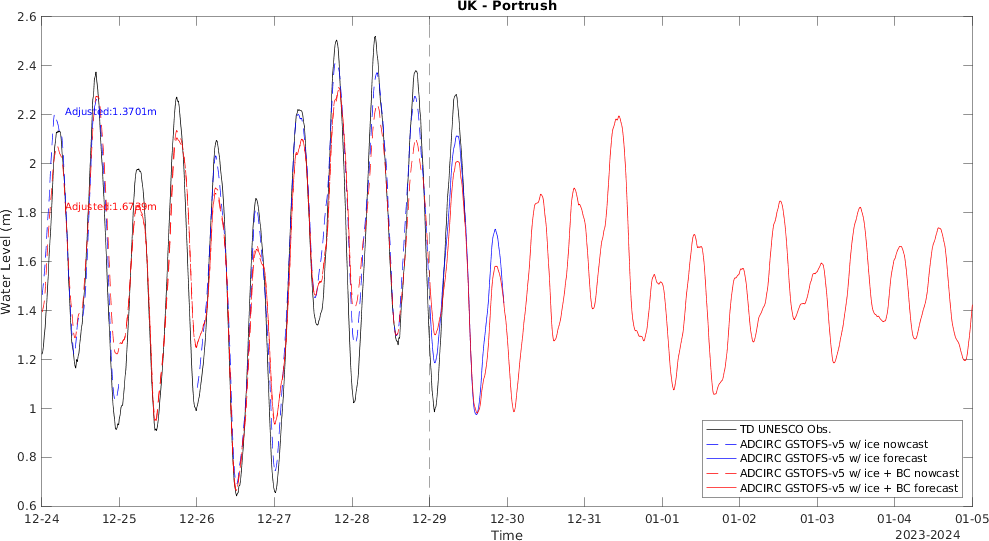 UK - Portrush
2.6
2.4
2.2
2
1.8
1.6
1.4
1.2
1
0.8
0.6
Water Level (m)
Adjusted:1.3701m
Adjusted:1.6739m
TD UNESCO Obs.
ADCIRC GSTOFS-v5 w/ ice nowcast
ADCIRC GSTOFS-v5 w/ ice forecast
ADCIRC GSTOFS-v5 w/ ice + BC nowcast
ADCIRC GSTOFS-v5 w/ ice + BC forecast
12-24 12-25 12-26 12-27 12-28 12-29 12-30 12-31 01-01 01-02 01-03 01-04 01-05
Time
2023-2024